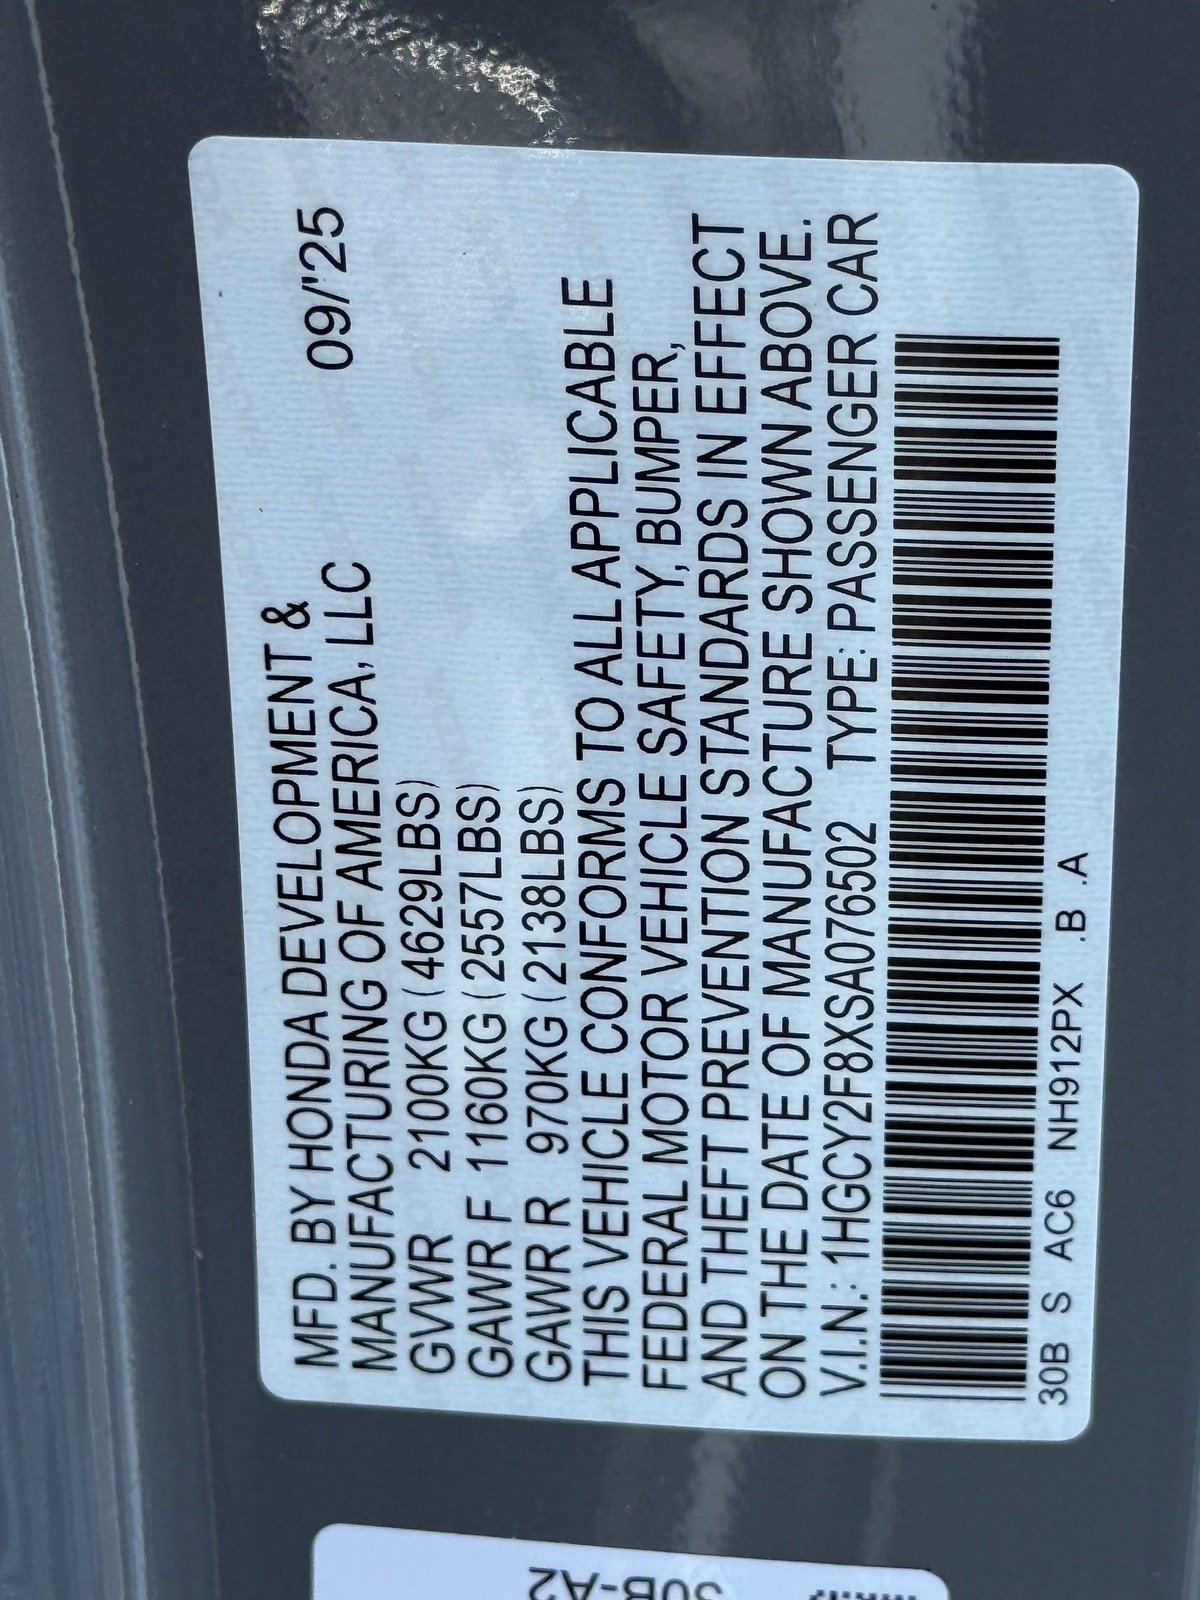 MFD. BY HONDA DEVELOPMENT &
MANUFACTURING OF AMERICA, LLC 09/'25
GVWR 2100KG (4629LBS)
GAWR F 1160KG (2557LBS)
GAWR R 970KG (2138LBS)
THIS VEHICLE CONFORMS TO ALL APPLICABLE
FEDERAL MOTOR VEHICLE SAFETY, BUMPER,
AND THEFT PREVENTION STANDARDS IN EFFECT
ON THE DATE OF MANUFACTURE SHOWN ABOVE.
V.I.N.: 1HGCY2F8XSA076502 TYPE: PASSENGER CAR
30B S AC6 NH912PX .B .A
30B-A2